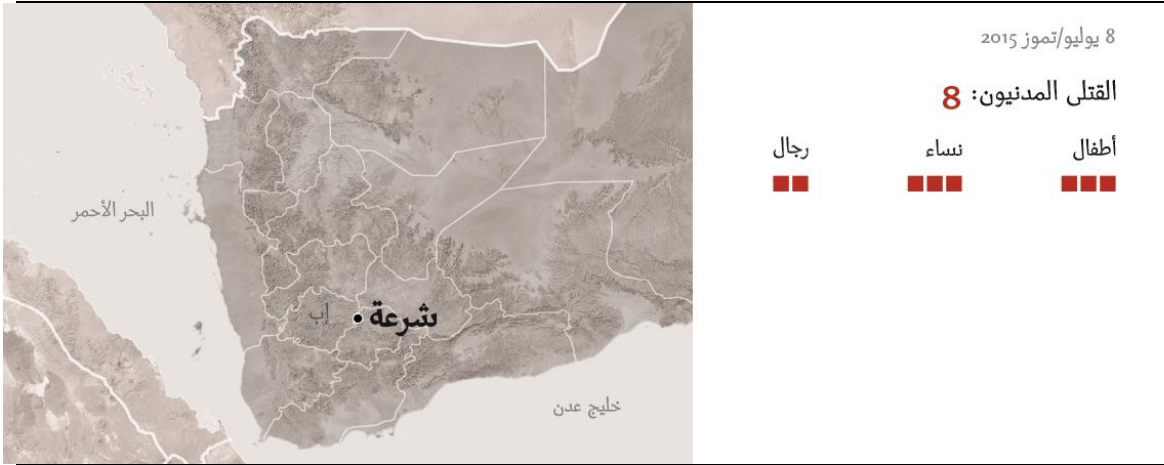 8 يوليو/تموز 2015
القتلى المدنيون: 8
أطفال نساء رجال
البحر الأحمر
إب
شرعة
خليج عدن